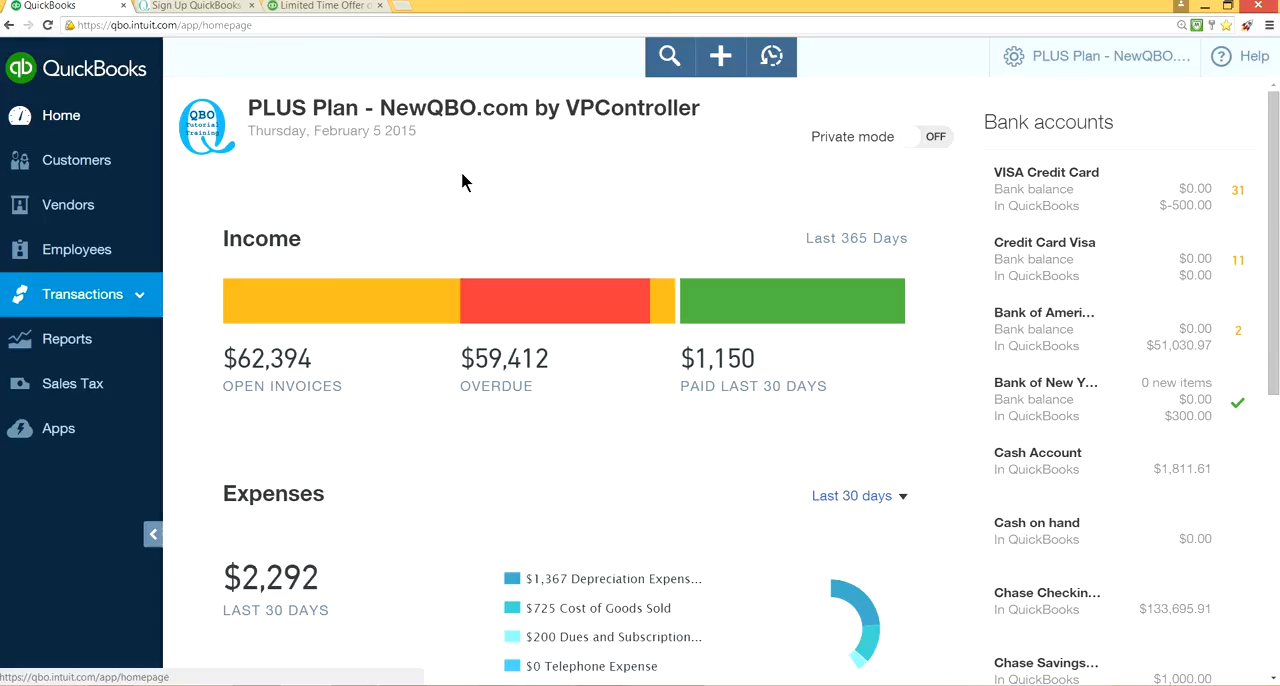 QuickBooks
Sign Up QuickBooks
Limited Time Offer
https://qbo.intuit.com/app/homepage
qb QuickBooks
PLUS Plan - NewQBO....
Help
Home
Customers
Vendors
Employees
Transactions
Reports
Sales Tax
Apps
QBO
Tutorial
Training
PLUS Plan - NewQBO.com by VPController
Thursday, February 5 2015
Private mode OFF
Income
Last 365 Days
$62,394
OPEN INVOICES
$59,412
OVERDUE
$1,150
PAID LAST 30 DAYS
Expenses
Last 30 days
$2,292
LAST 30 DAYS
$1,367 Depreciation Expens...
$725 Cost of Goods Sold
$200 Dues and Subscription...
$0 Telephone Expense
Bank accounts
VISA Credit Card
Bank balance $0.00 31
In QuickBooks $-500.00
Credit Card Visa
Bank balance $0.00 11
In QuickBooks $0.00
Bank of Ameri...
Bank balance $0.00 2
In QuickBooks $51,030.97
Bank of New Y... 0 new items
Bank balance $0.00
In QuickBooks $300.00
Cash Account
In QuickBooks $1,811.61
Cash on hand
In QuickBooks $0.00
Chase Checkin...
In QuickBooks $133,695.91
Chase Savings...
In QuickBooks $1,000.00
https://qbo.intuit.com/app/homepage